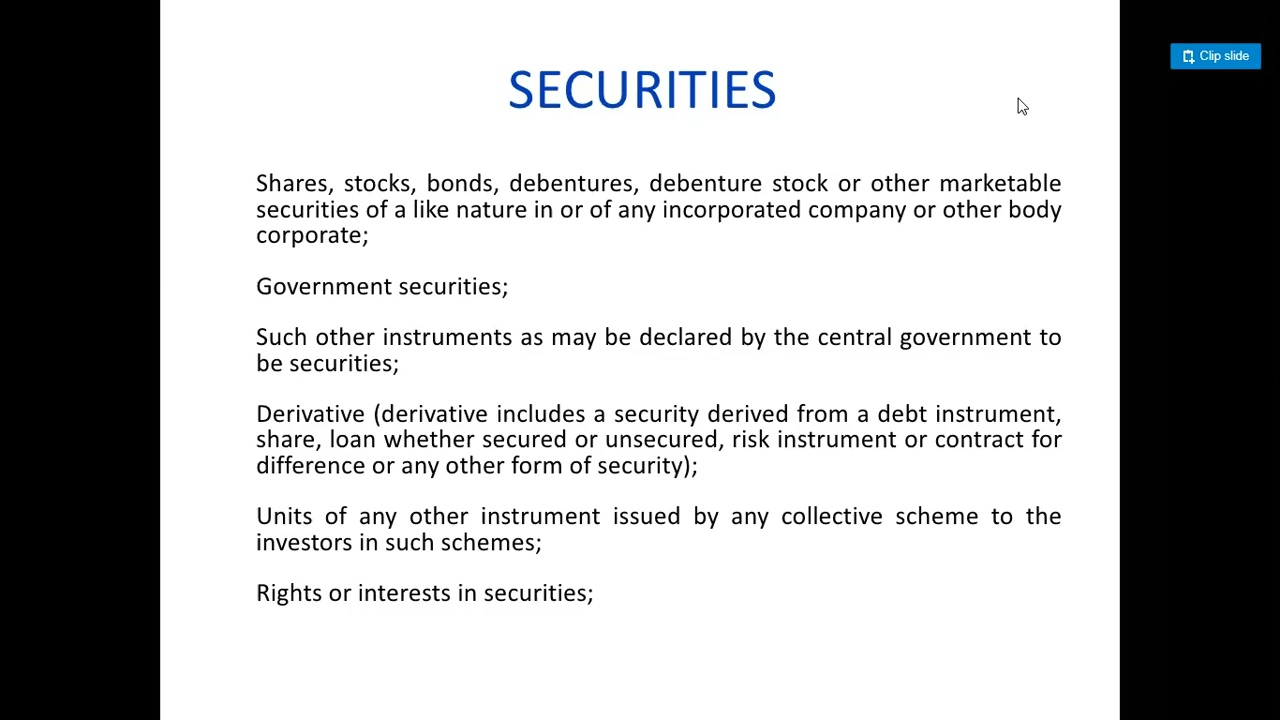 Clip slide
SECURITIES
Shares, stocks, bonds, debentures, debenture stock or other marketable
securities of a like nature in or of any incorporated company or other body
corporate;
Government securities;
Such other instruments as may be declared by the central government to
be securities;
Derivative (derivative includes a security derived from a debt instrument,
share, loan whether secured or unsecured, risk instrument or contract for
difference or any other form of security);
Units of any other instrument issued by any collective scheme to the
investors in such schemes;
Rights or interests in securities;